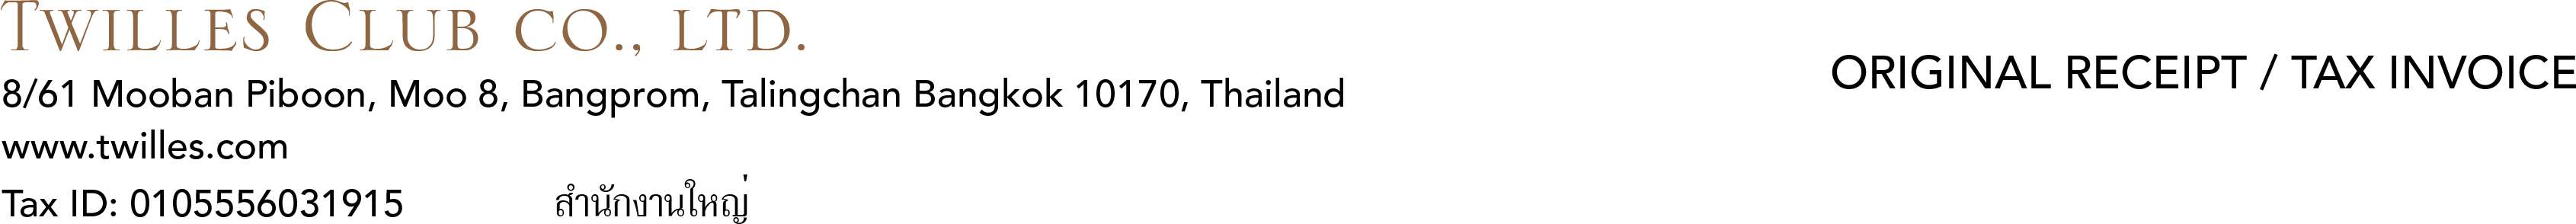 TWILLES CLUB CO., LTD.
ORIGINAL RECEIPT / TAX INVOICE
8/61 Mooban Piboon, Moo 8, Bangprom, Talingchan Bangkok 10170, Thailand
www.twilles.com
Tax ID: 0105556031915 สำนักงานใหญ่